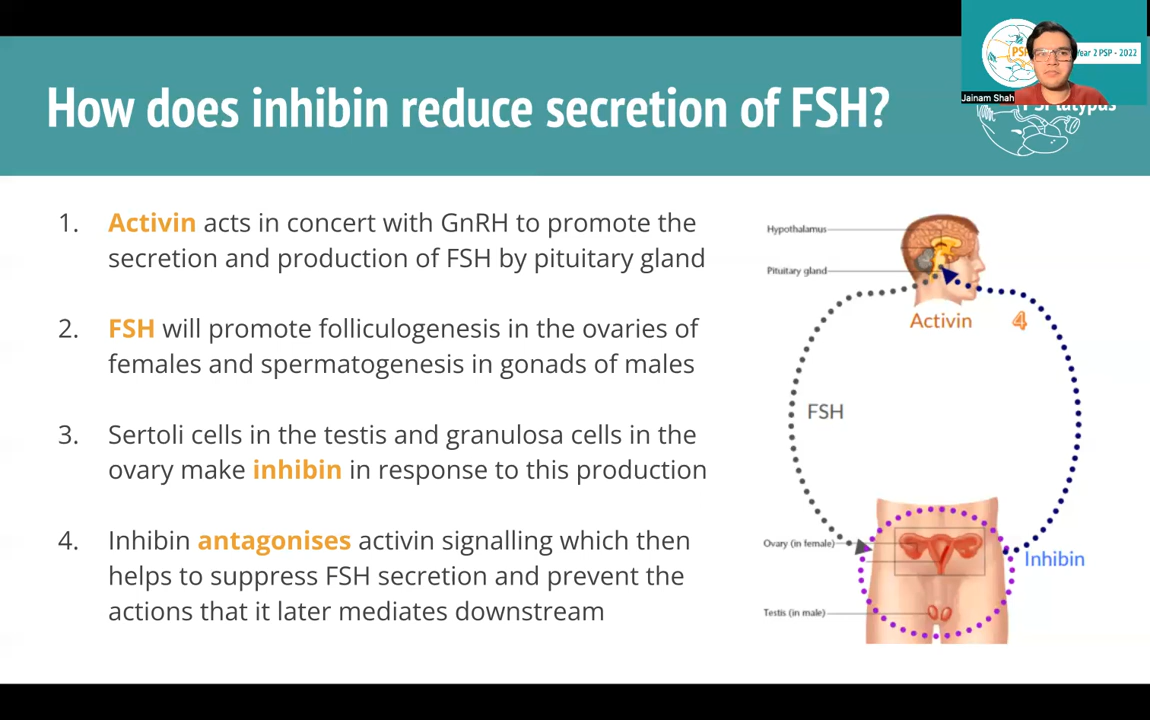 How does inhibin reduce secretion of FSH?
Year 2 PSP - 2022
Jainam Shah
1. Activin acts in concert with GnRH to promote the
secretion and production of FSH by pituitary gland
2. FSH will promote folliculogenesis in the ovaries of
females and spermatogenesis in gonads of males
3. Sertoli cells in the testis and granulosa cells in the
ovary make inhibin in response to this production
4. Inhibin antagonises activin signalling which then
helps to suppress FSH secretion and prevent the
actions that it later mediates downstream
Hypothalamus
Pituitary gland
Activin
4
FSH
Ovary (in female)
Inhibin
Testis (in male)